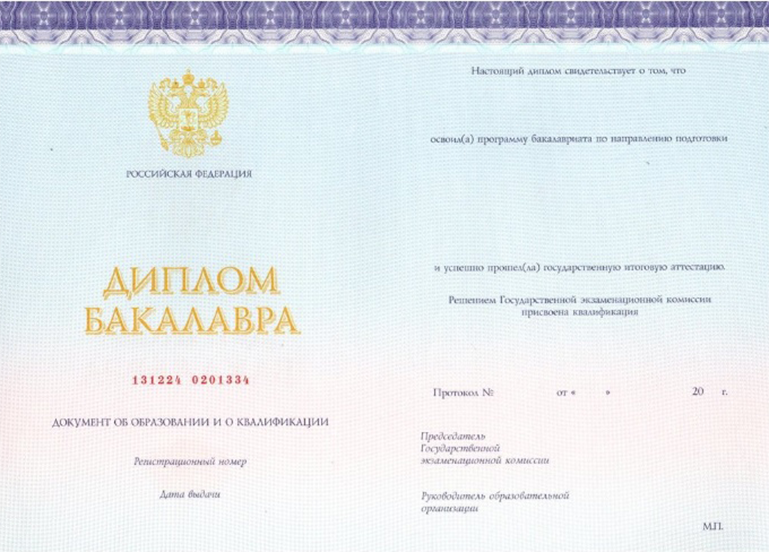 РОССИЙСКАЯ ФЕДЕРАЦИЯ
ДИПЛОМ
БАКАЛАВРА
131224 0201334
ДОКУМЕНТ ОБ ОБРАЗОВАНИИ И О КВАЛИФИКАЦИИ
Регистрационный номер
Дата выдачи
Настоящий диплом свидетельствует о том, что
освоил(а) программу бакалавриата по направлению подготовки
и успешно прошел(ла) государственную итоговую аттестацию.
Решением Государственной экзаменационной комиссии
присвоена квалификация
Протокол № от « » 20 г.
Председатель
Государственной
экзаменационной комиссии
Руководитель образовательной
организации
М.П.